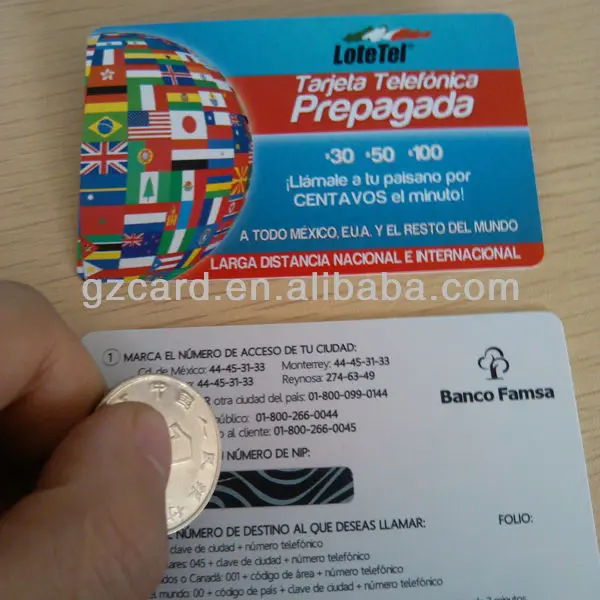 LoteTel
Tarjeta Telefónica
Prepagada
$30 $50 $100
¡Llámale a tu paisano por
CENTAVOS el minuto!
A TODO MÉXICO, E.U.A. Y EL RESTO DEL MUNDO
LARGA DISTANCIA NACIONAL E INTERNACIONAL
gzcard.en.alibaba.com
1 MARCA EL NÚMERO DE ACCESO DE TU CIUDAD:
Cd. de México: 44-45-31-33 Monterrey: 44-45-31-33
44-45-31-33 Reynosa: 274-63-49
otra ciudad del país: 01-800-099-0144
público: 01-800-266-0044
al cliente: 01-800-266-0045
Banco Famsa
NÚMERO DE NIP:
NÚMERO DE DESTINO AL QUE DESEAS LLAMAR:
FOLIO:
clave de ciudad + número telefónico
045 + clave de ciudad + número telefónico
o Canadá: 001 + código de área + número telefónico
mundo: 00 + código de país +
minutos